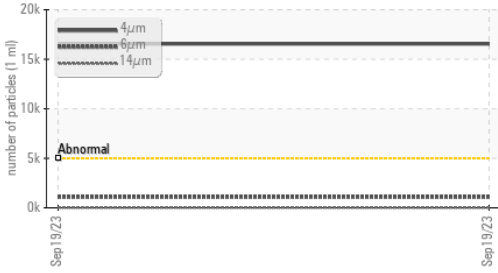 20k
15k
10k
5k
0k
number of particles (1 ml)
4µm
6µm
14µm
Abnormal
Sep19/23
Sep19/23